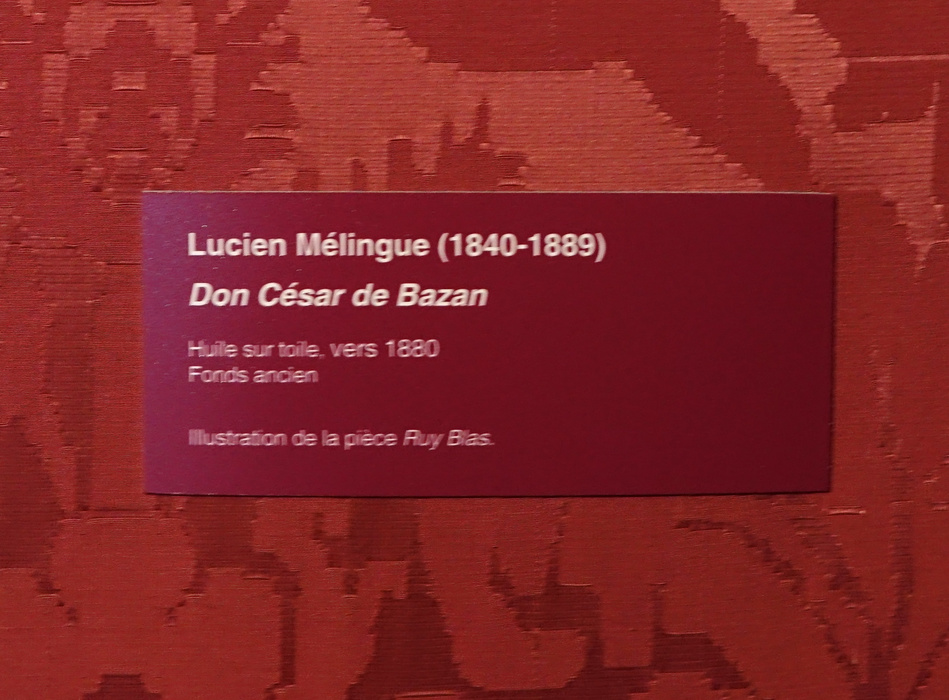 Lucien Mélingue (1840-1889)
Don César de Bazan
Huile sur toile, vers 1880
Fonds ancien
Illustration de la pièce Ruy Blas.